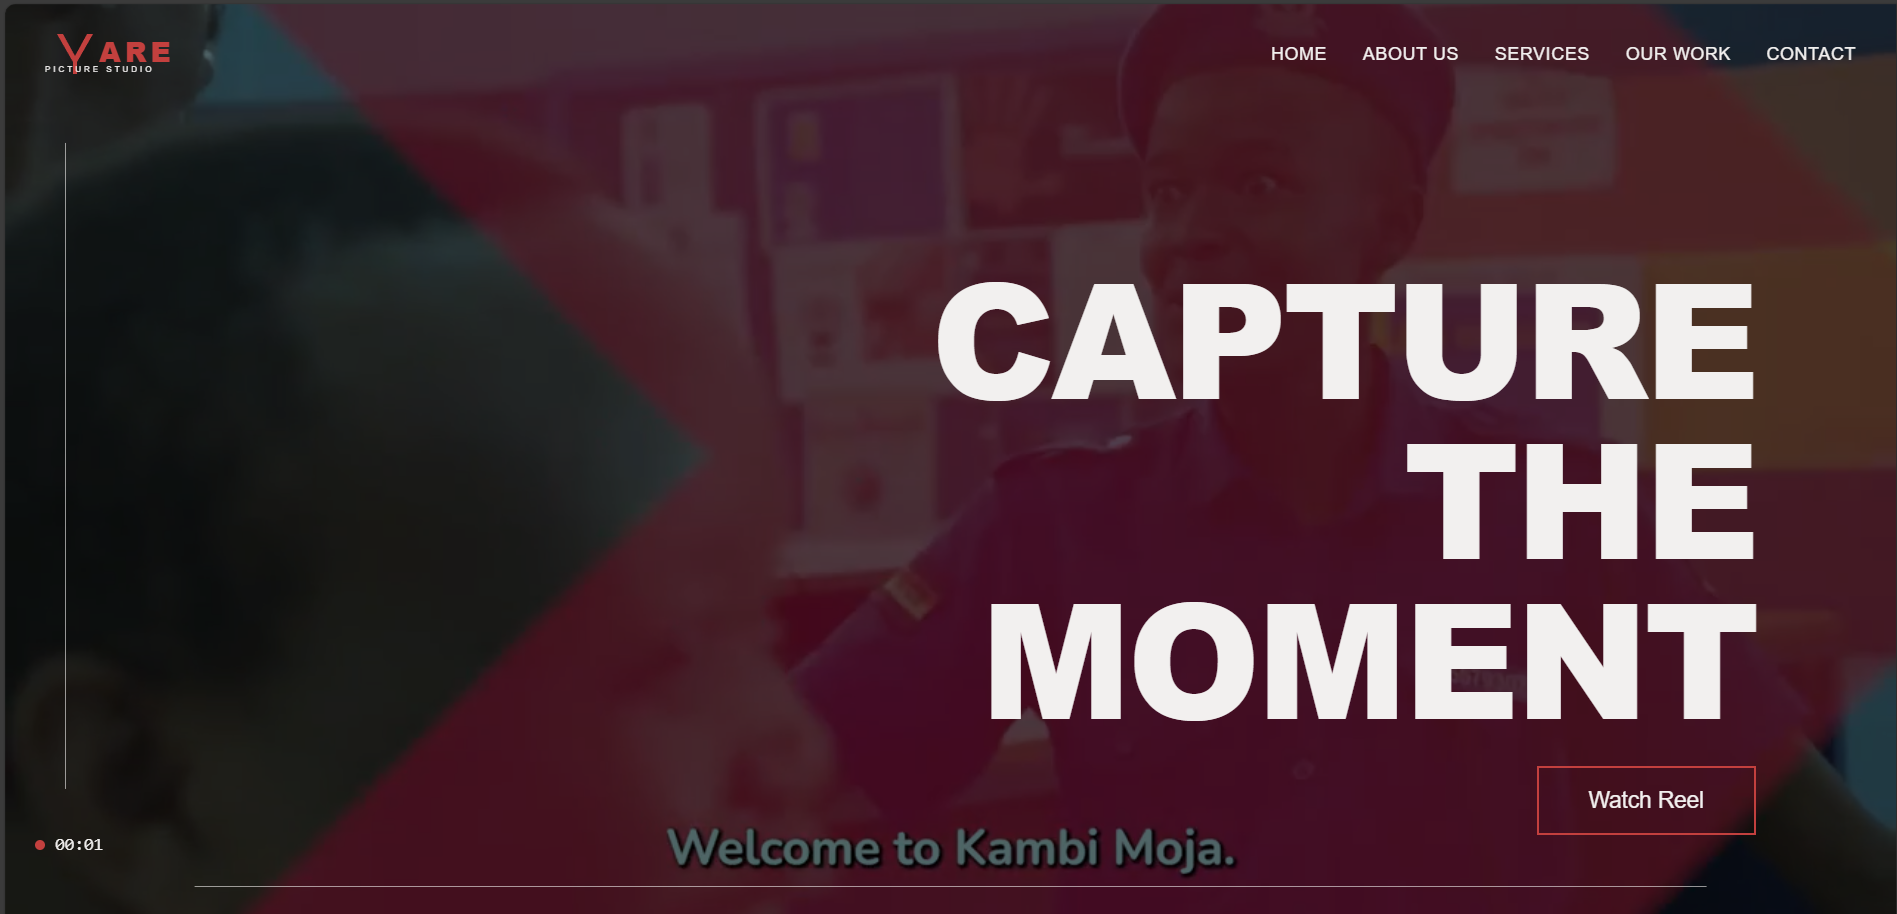 YARE
PICTURE STUDIO
HOME ABOUT US SERVICES OUR WORK CONTACT
CAPTURE
THE
MOMENT
Watch Reel
00:01
Welcome to Kambi Moja.